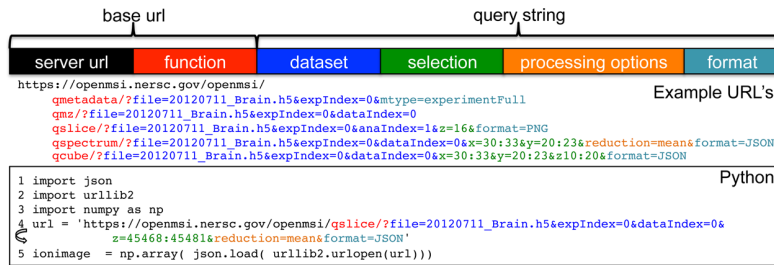 base url query string
server url function dataset selection processing options format
https://openmsi.nersc.gov/openmsi/
Example URL's
qmetadata/?file=20120711_Brain.h5&expIndex=0&mtype=experimentFull
qmz/?file=20120711_Brain.h5&expIndex=0&dataIndex=0
qslice/?file=20120711_Brain.h5&expIndex=0&anaIndex=1&z=16&format=PNG
qspectrum/?file=20120711_Brain.h5&expIndex=0&dataIndex=0&x=30:33&y=20:23&reduction=mean&format=JSON
qcube/?file=20120711_Brain.h5&expIndex=0&dataIndex=0&x=30:33&y=20:23&z10:20&format=JSON
Python
1 import json
2 import urllib2
3 import numpy as np
4 url = 'https://openmsi.nersc.gov/openmsi/qslice/?file=20120711_Brain.h5&expIndex=0&dataIndex=0&
z=45468:45481&reduction=mean&format=JSON'
5 ionimage = np.array( json.load( urllib2.urlopen(url)))